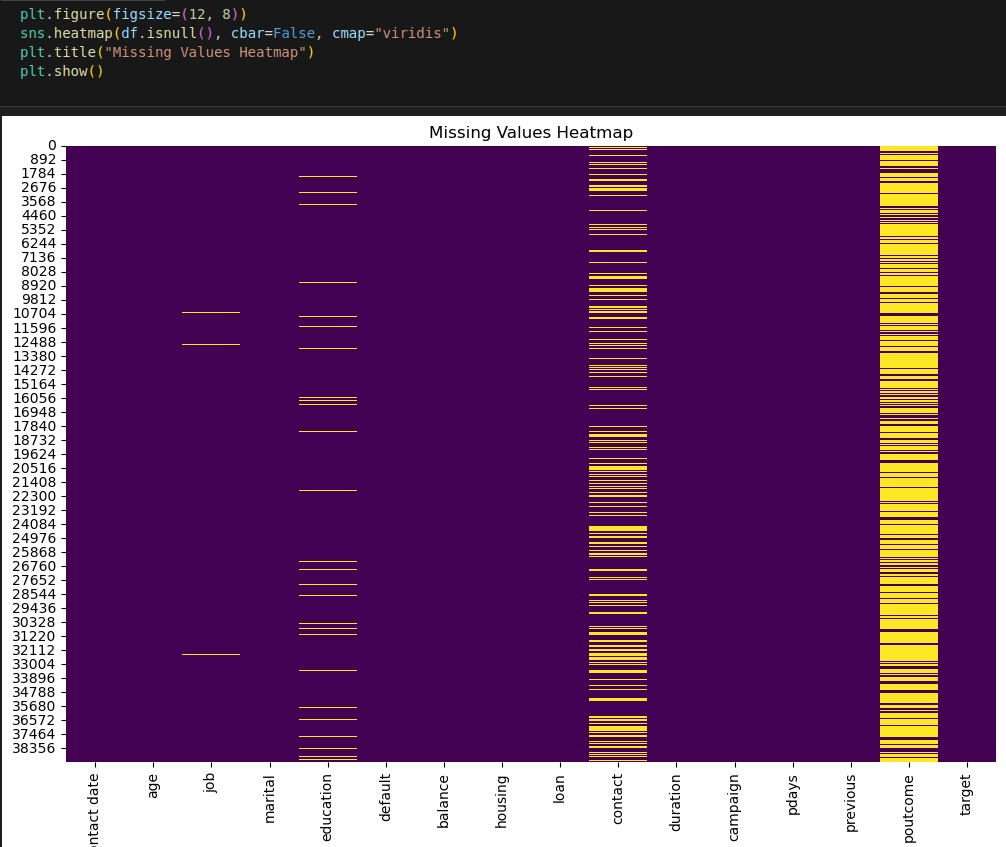 plt.figure(figsize=(12, 8))
sns.heatmap(df.isnull(), cbar=False, cmap="viridis")
plt.title("Missing Values Heatmap")
plt.show()
Missing Values Heatmap
0
892
1784
2676
3568
4460
5352
6244
7136
8028
8920
9812
10704
11596
12488
13380
14272
15164
16056
16948
17840
18732
19624
20516
21408
22300
23192
24084
24976
25868
26760
27652
28544
29436
30328
31220
32112
33004
33896
34788
35680
36572
37464
38356
ntact date
age
job
marital
education
default
balance
housing
loan
contact
duration
campaign
pdays
previous
poutcome
target